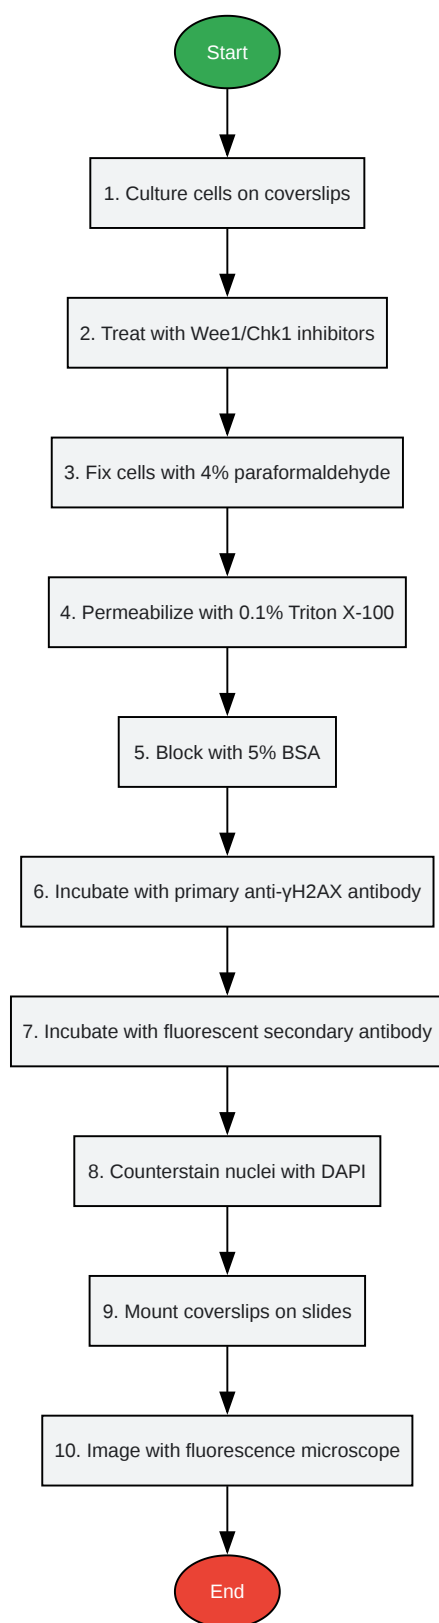 Start
1. Culture cells on coverslips
2. Treat with Wee1/Chk1 inhibitors
3. Fix cells with 4% paraformaldehyde
4. Permeabilize with 0.1% Triton X-100
5. Block with 5% BSA
6. Incubate with primary anti-γH2AX antibody
7. Incubate with fluorescent secondary antibody
8. Counterstain nuclei with DAPI
9. Mount coverslips on slides
10. Image with fluorescence microscope
End